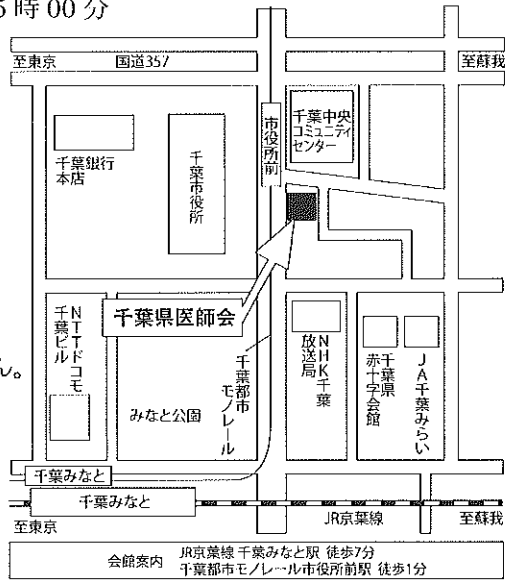 5時00分
至東京
国道357
至蘇我
千葉銀行
本店
千葉市役所
市役所前
千葉中央
コミュニティ
センター
千葉県医師会
NTTドコモ
千葉ビル
みなと公園
千葉都市
モノレール
NHK千葉
放送局
千葉県
赤十字会館
JA千葉みらい
ん。
千葉みなと
千葉みなと
至東京
JR京葉線
至蘇我
会館案内
JR京葉線 千葉みなと駅 徒歩7分
千葉都市モノレール市役所前駅 徒歩1分